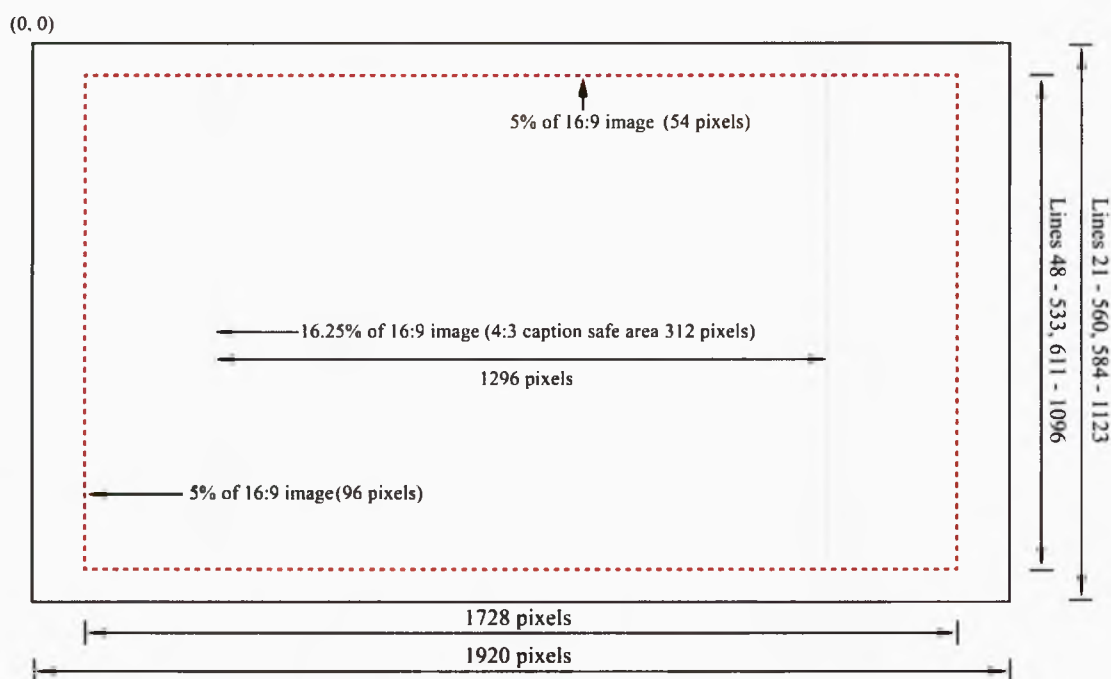 (0, 0)
5% of 16:9 image (54 pixels)
16.25% of 16:9 image (4:3 caption safe area 312 pixels)
1296 pixels
5% of 16:9 image(96 pixels)
Lines 48 - 533, 611 - 1096
Lines 21 - 560, 584 - 1123
1728 pixels
1920 pixels